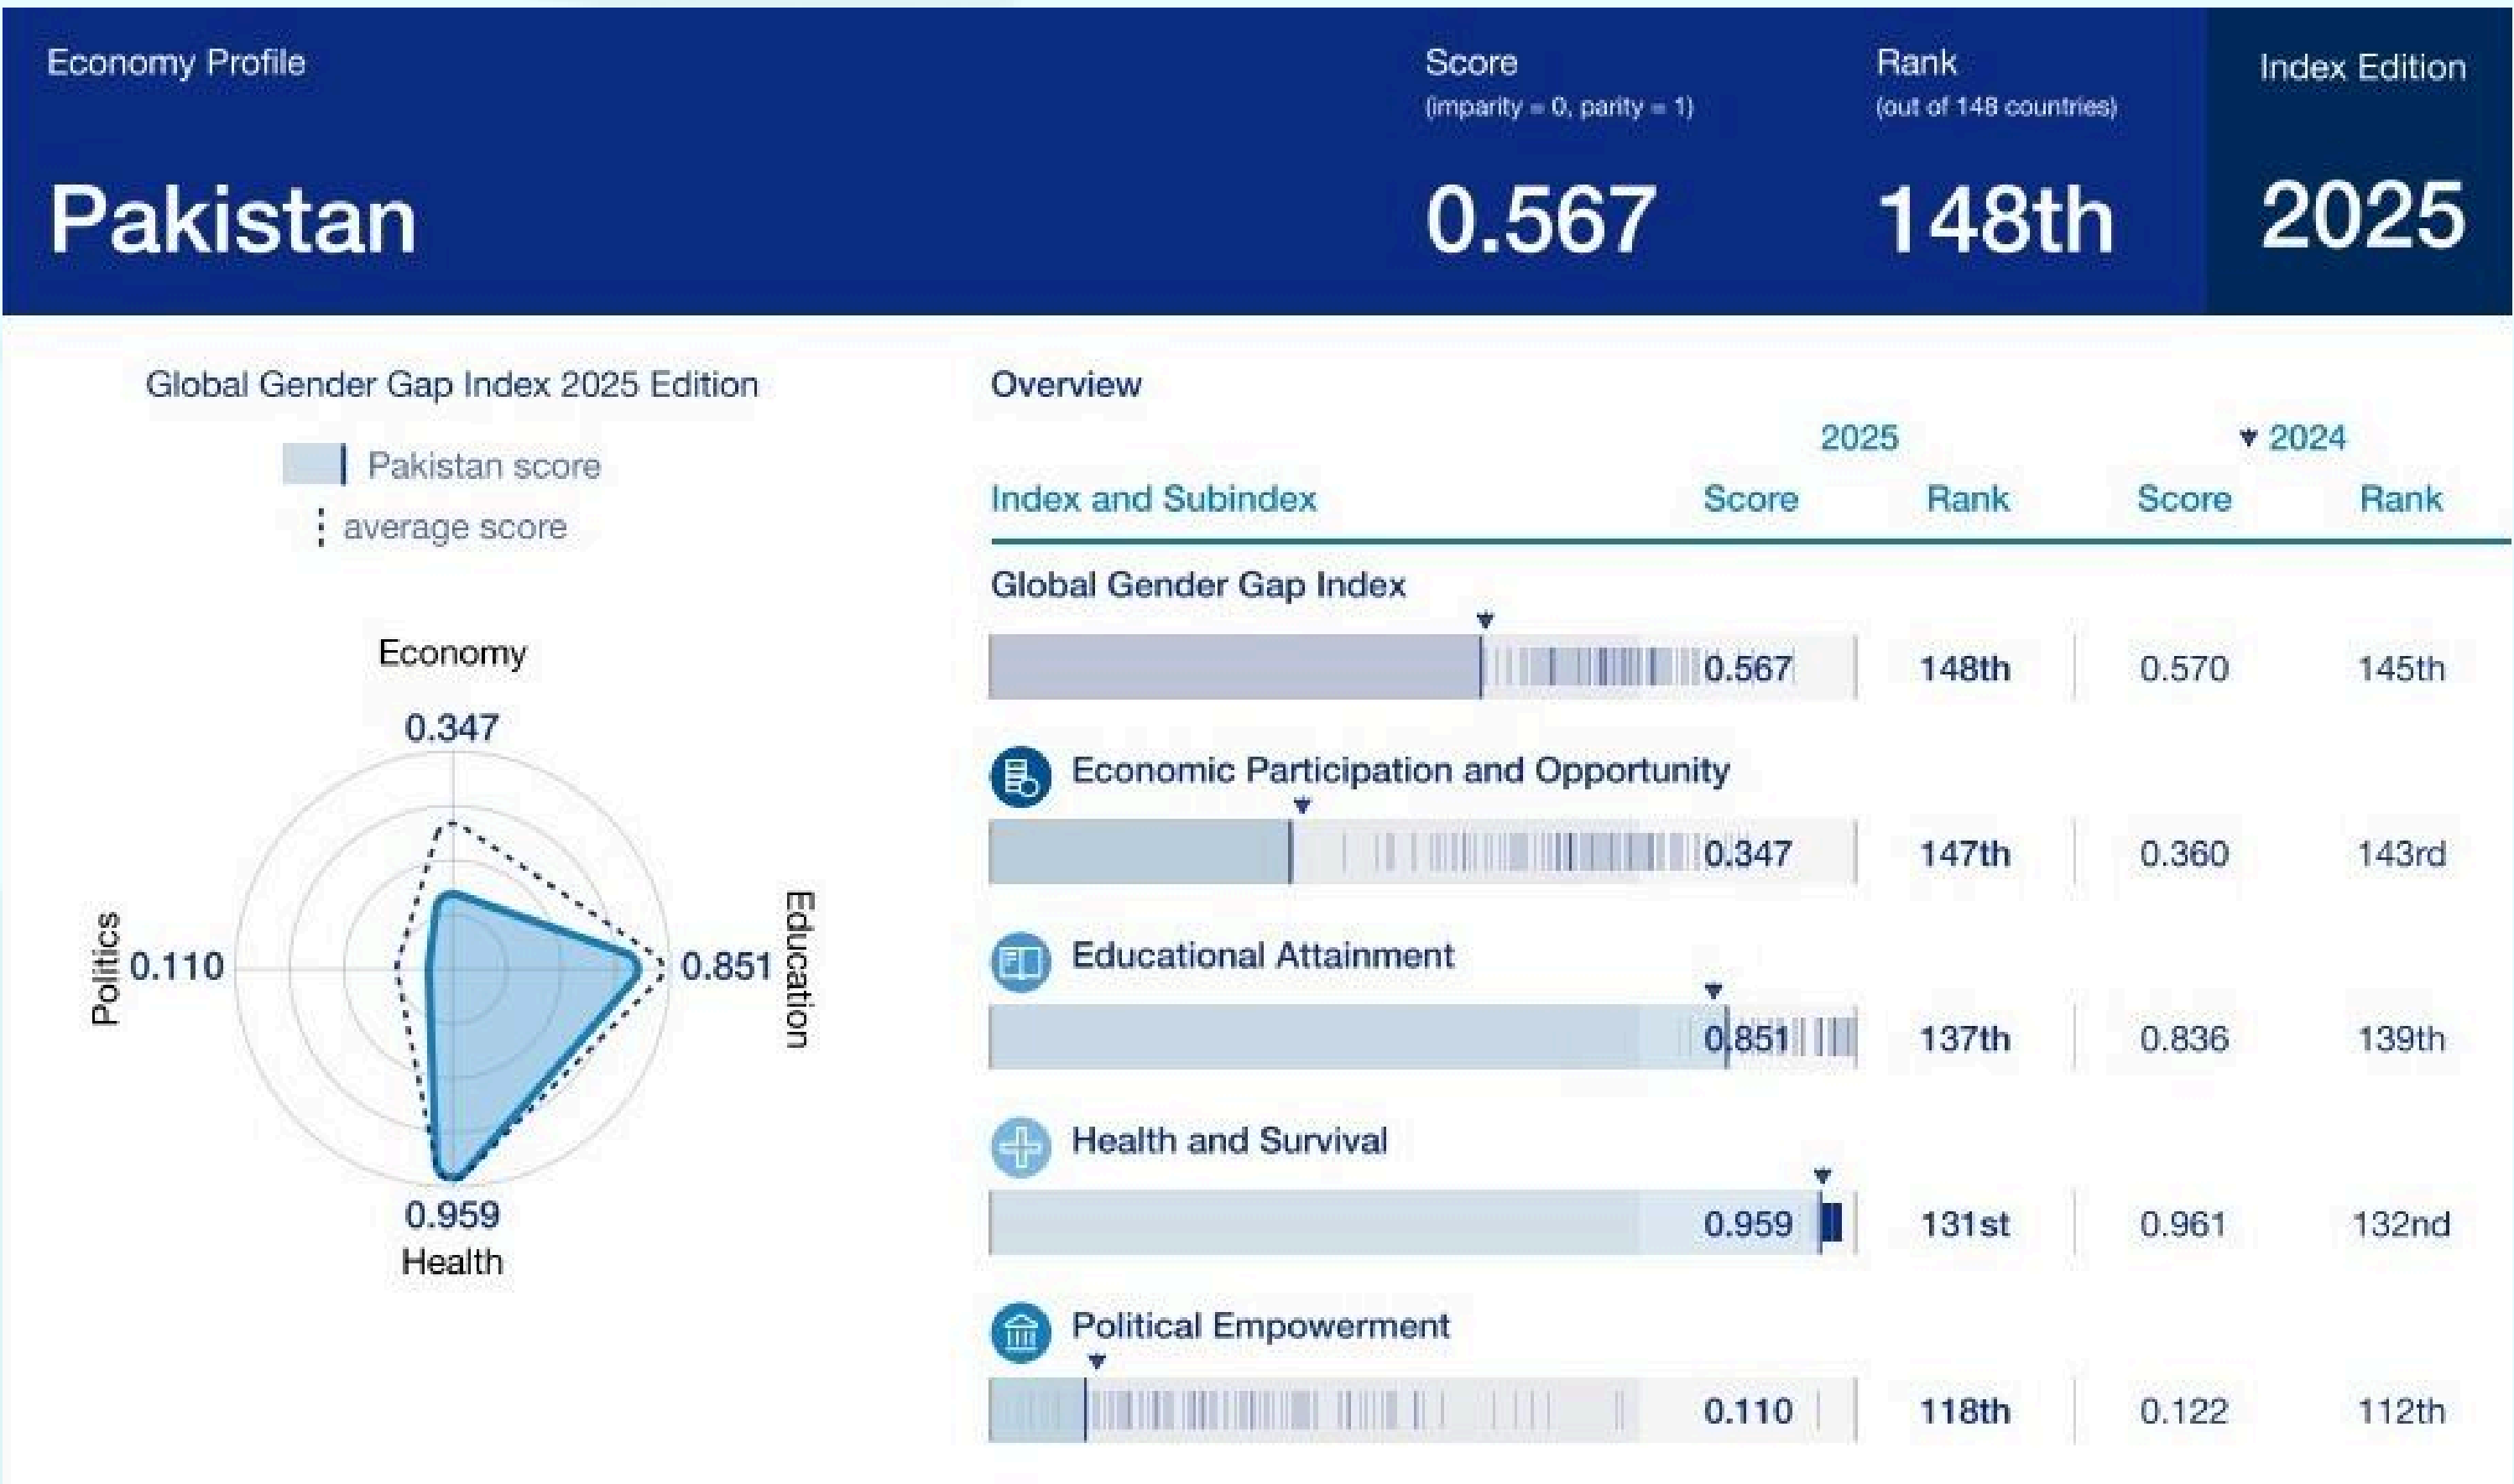 Economy Profile
Pakistan
Score
(imparity = 0, parity = 1)
0.567
Rank
(out of 148 countries)
148th
Index Edition
2025
Global Gender Gap Index 2025 Edition
Pakistan score
average score
Economy
0.347
Politics
0.110
0.851
Education
0.959
Health
Overview
2025 2024
Index and Subindex Score Rank Score Rank
Global Gender Gap Index
0.567 148th 0.570 145th
Economic Participation and Opportunity
0.347 147th 0.360 143rd
Educational Attainment
0.851 137th 0.836 139th
Health and Survival
0.959 131st 0.961 132nd
Political Empowerment
0.110 118th 0.122 112th